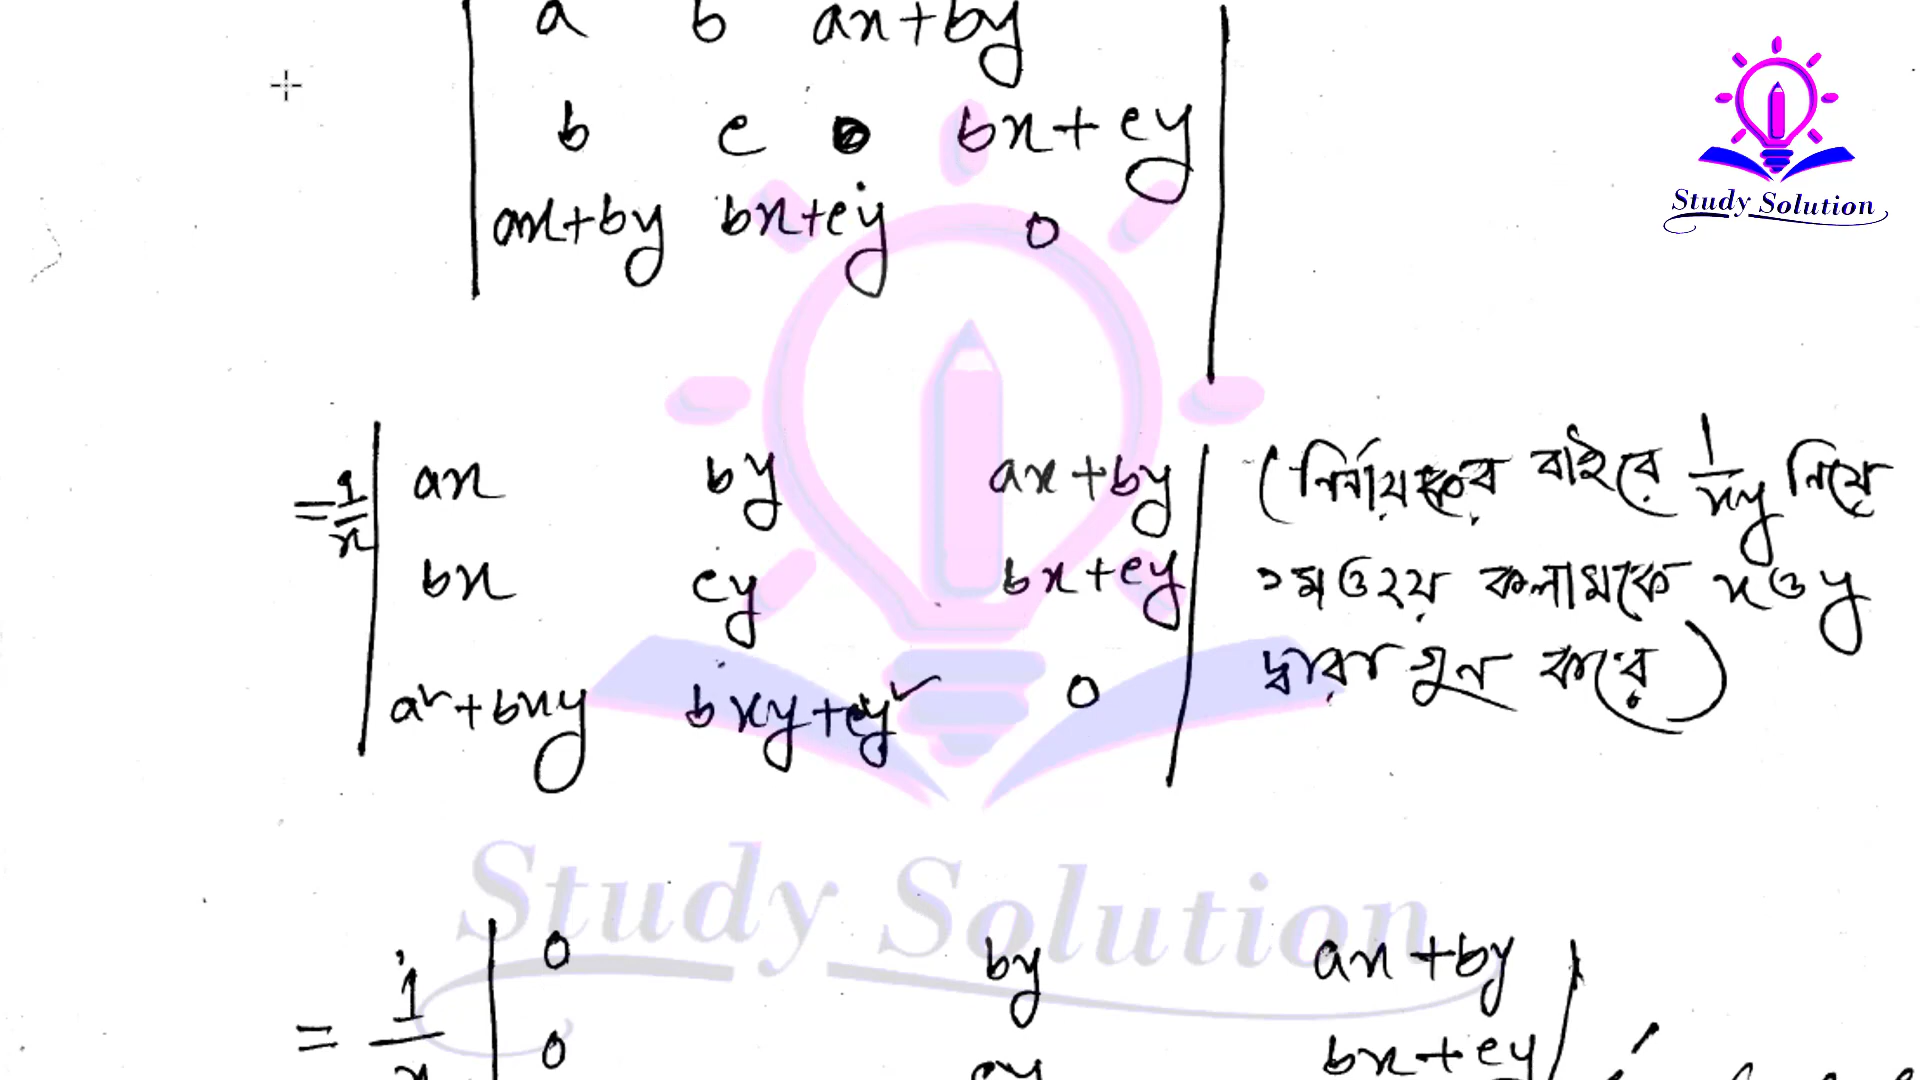 a b ax+by
b c bx+cy
ax+by bx+cy 0
Study Solution
= 1/x | ax by ax+by | (নির্ণায়কের বাইরে 1/xy নিয়ে
bx cy bx+cy ১ম ও ২য় কলামকে x ও y
a²+bxy bxy+cy² 0 দ্বারা গুন করে)
Study Solution
= 1/x | 0 by ax+by |
0 cy bx+cy